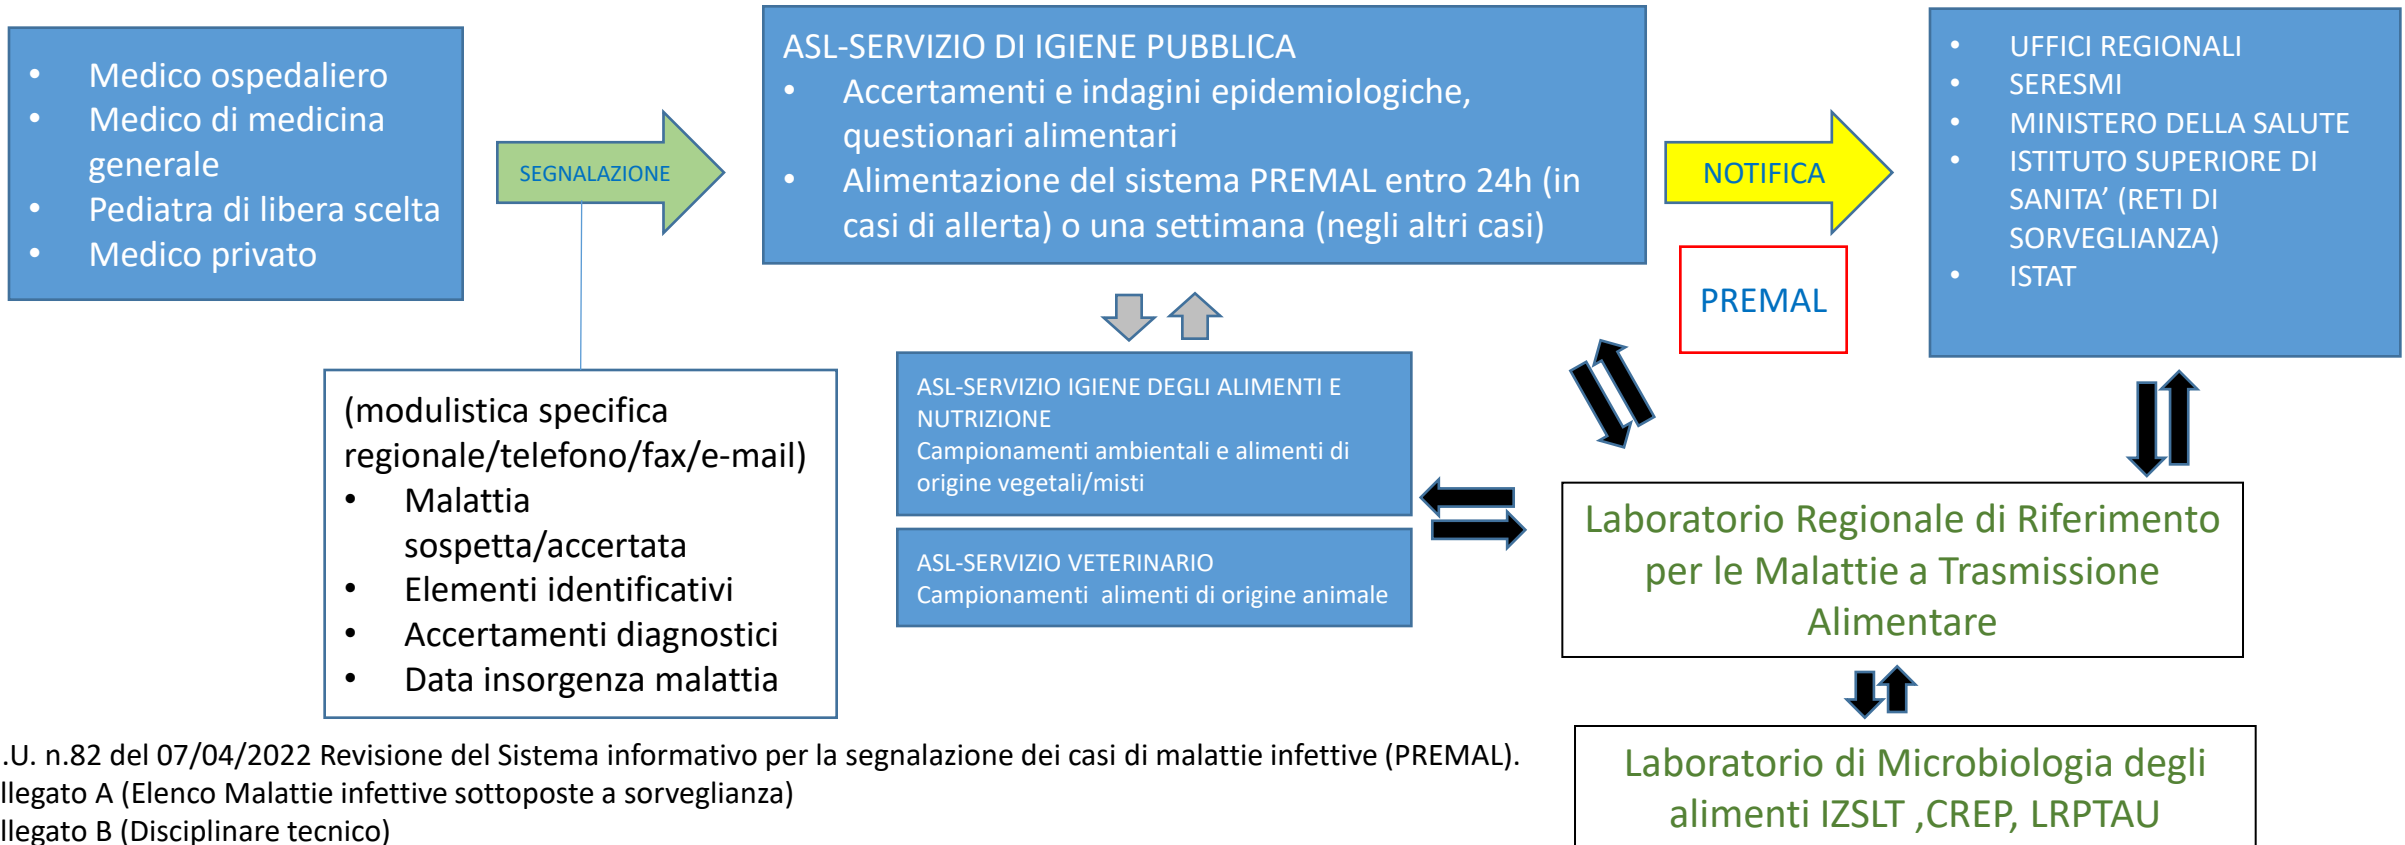 • Medico ospedaliero
• Medico di medicina
generale
• Pediatra di libera scelta
• Medico privato
SEGNALAZIONE
ASL-SERVIZIO DI IGIENE PUBBLICA
• Accertamenti e indagini epidemiologiche,
questionari alimentari
• Alimentazione del sistema PREMAL entro 24h (in
casi di allerta) o una settimana (negli altri casi)
NOTIFICA
PREMAL
• UFFICI REGIONALI
• SERESMI
• MINISTERO DELLA SALUTE
• ISTITUTO SUPERIORE DI
SANITA’ (RETI DI
SORVEGLIANZA)
• ISTAT
(modulistica specifica
regionale/telefono/fax/e-mail)
• Malattia
sospetta/accertata
• Elementi identificativi
• Accertamenti diagnostici
• Data insorgenza malattia
ASL-SERVIZIO IGIENE DEGLI ALIMENTI E
NUTRIZIONE
Campionamenti ambientali e alimenti di
origine vegetali/misti
ASL-SERVIZIO VETERINARIO
Campionamenti alimenti di origine animale
Laboratorio Regionale di Riferimento
per le Malattie a Trasmissione
Alimentare
Laboratorio di Microbiologia degli
alimenti IZSLT ,CREP, LRPTAU
.U. n.82 del 07/04/2022 Revisione del Sistema informativo per la segnalazione dei casi di malattie infettive (PREMAL).
llegato A (Elenco Malattie infettive sottoposte a sorveglianza)
llegato B (Disciplinare tecnico)